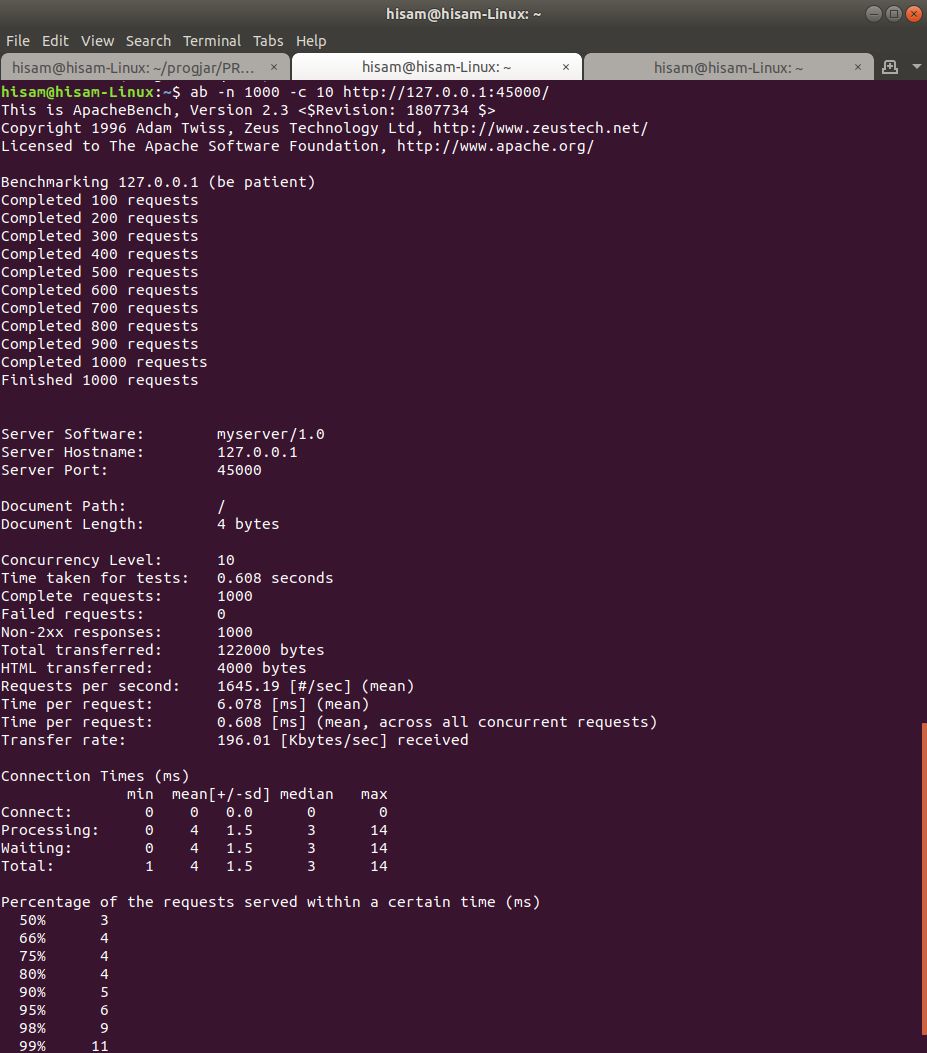 hisam@hisam-Linux: ~
File Edit View Search Terminal Tabs Help
hisam@hisam-Linux: ~/progjar/PR... × hisam@hisam-Linux: ~ × hisam@hisam-Linux: ~ ×
hisam@hisam-Linux:~$ ab -n 1000 -c 10 http://127.0.0.1:45000/
This is ApacheBench, Version 2.3 <$Revision: 1807734 $>
Copyright 1996 Adam Twiss, Zeus Technology Ltd, http://www.zeustech.net/
Licensed to The Apache Software Foundation, http://www.apache.org/

Benchmarking 127.0.0.1 (be patient)
Completed 100 requests
Completed 200 requests
Completed 300 requests
Completed 400 requests
Completed 500 requests
Completed 600 requests
Completed 700 requests
Completed 800 requests
Completed 900 requests
Completed 1000 requests
Finished 1000 requests

Server Software:        myserver/1.0
Server Hostname:        127.0.0.1
Server Port:            45000

Document Path:          /
Document Length:        4 bytes

Concurrency Level:      10
Time taken for tests:   0.608 seconds
Complete requests:      1000
Failed requests:        0
Non-2xx responses:      1000
Total transferred:      122000 bytes
HTML transferred:       4000 bytes
Requests per second:    1645.19 [#/sec] (mean)
Time per request:       6.078 [ms] (mean)
Time per request:       0.608 [ms] (mean, across all concurrent requests)
Transfer rate:          196.01 [Kbytes/sec] received

Connection Times (ms)
              min  mean[+/-sd] median   max
Connect:        0    0   0.0      0       0
Processing:     0    4   1.5      3      14
Waiting:        0    4   1.5      3      14
Total:          1    4   1.5      3      14

Percentage of the requests served within a certain time (ms)
  50%      3
  66%      4
  75%      4
  80%      4
  90%      5
  95%      6
  98%      9
  99%     11